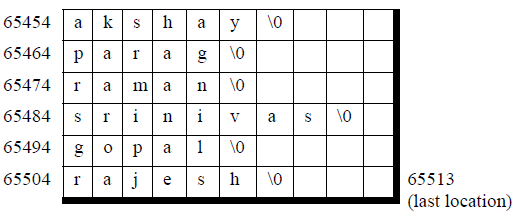 65454 a k s h a y \0
65464 p a r a g \0
65474 r a m a n \0
65484 s r i n i v a s \0
65494 g o p a l \0
65504 r a j e s h \0 65513
(last location)